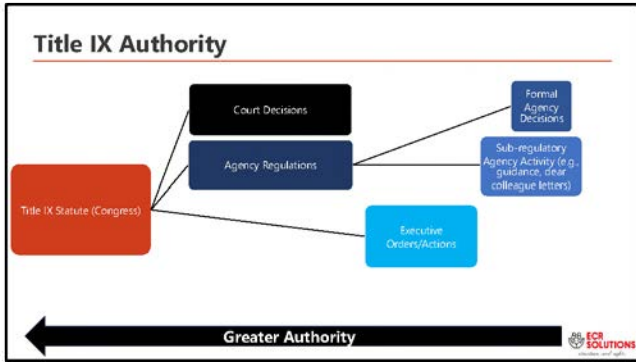 Title IX Authority
Court Decisions
Formal
Agency
Decisions
Agency Regulations
Sub-regulatory
Agency Activity (e.g.,
guidance, dear
colleague letters)
Title IX Statute (Congress)
Executive
Orders/Actions
Greater Authority
ECR
SOLUTIONS